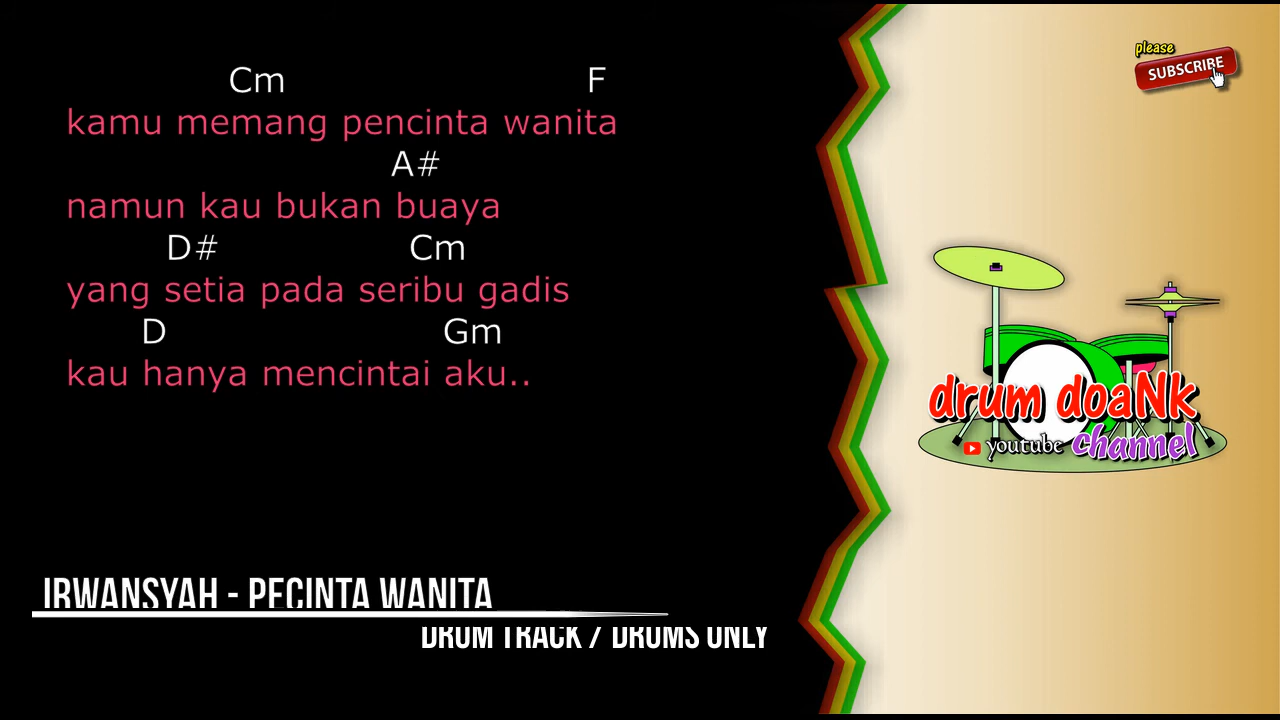 Cm F
kamu memang pencinta wanita
A#
namun kau bukan buaya
D# Cm
yang setia pada seribu gadis
D Gm
kau hanya mencintai aku..
IRWANSYAH - PECINTA WANITA
DRUM TRACK / DRUMS ONLY
please
SUBSCRIBE
drum doaNk
youtube channel